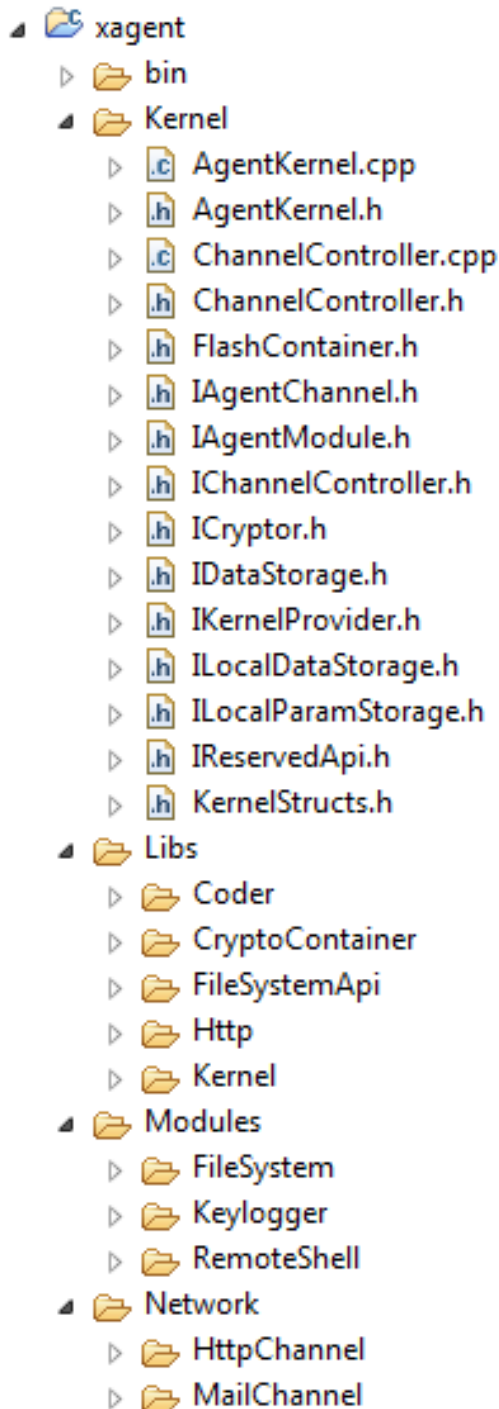 xagent
bin
Kernel
AgentKernel.cpp
AgentKernel.h
ChannelController.cpp
ChannelController.h
FlashContainer.h
IAgentChannel.h
IAgentModule.h
IChannelController.h
ICryptor.h
IDataStorage.h
IKernelProvider.h
ILocalDataStorage.h
ILocalParamStorage.h
IReservedApi.h
KernelStructs.h
Libs
Coder
CryptoContainer
FileSystemApi
Http
Kernel
Modules
FileSystem
Keylogger
RemoteShell
Network
HttpChannel
MailChannel